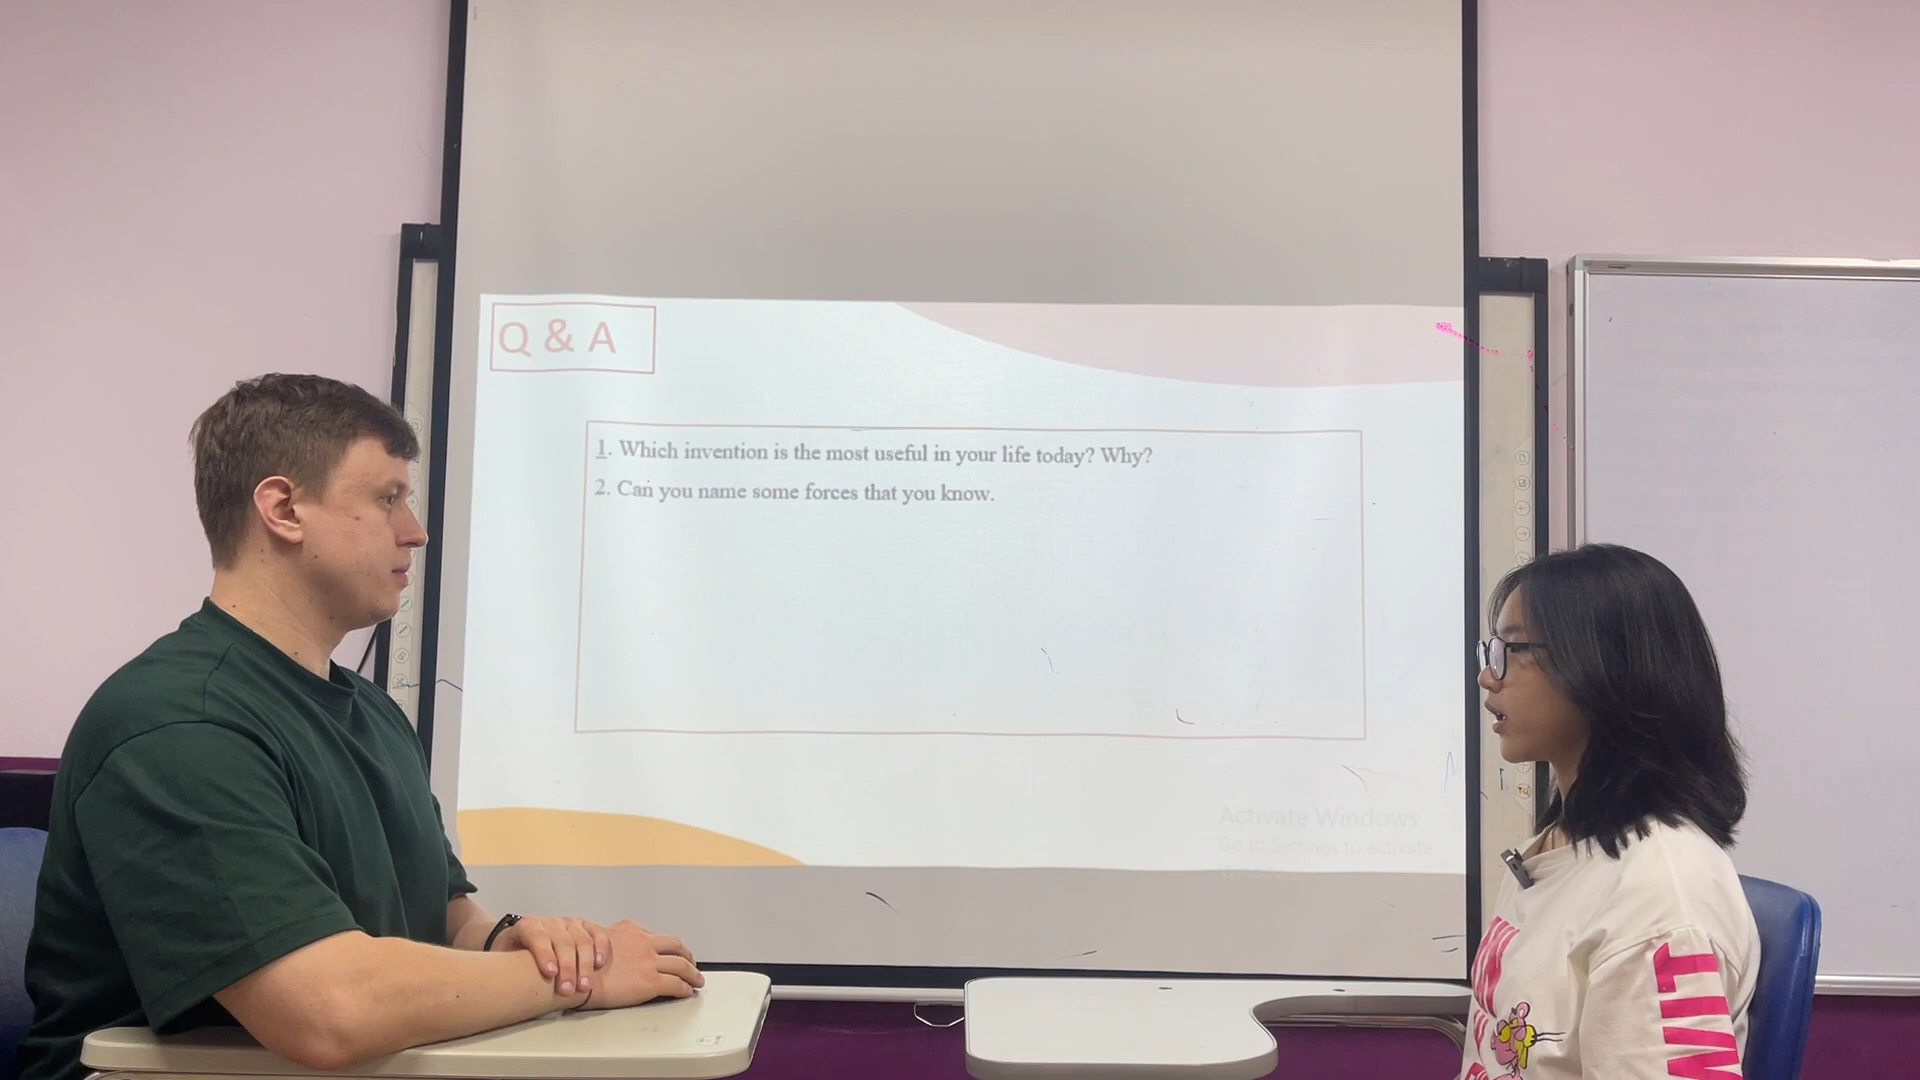 Q & A
1. Which invention is the most useful in your life today? Why?
2. Can you name some forces that you know.
Activate Windows
Go to Settings to activate